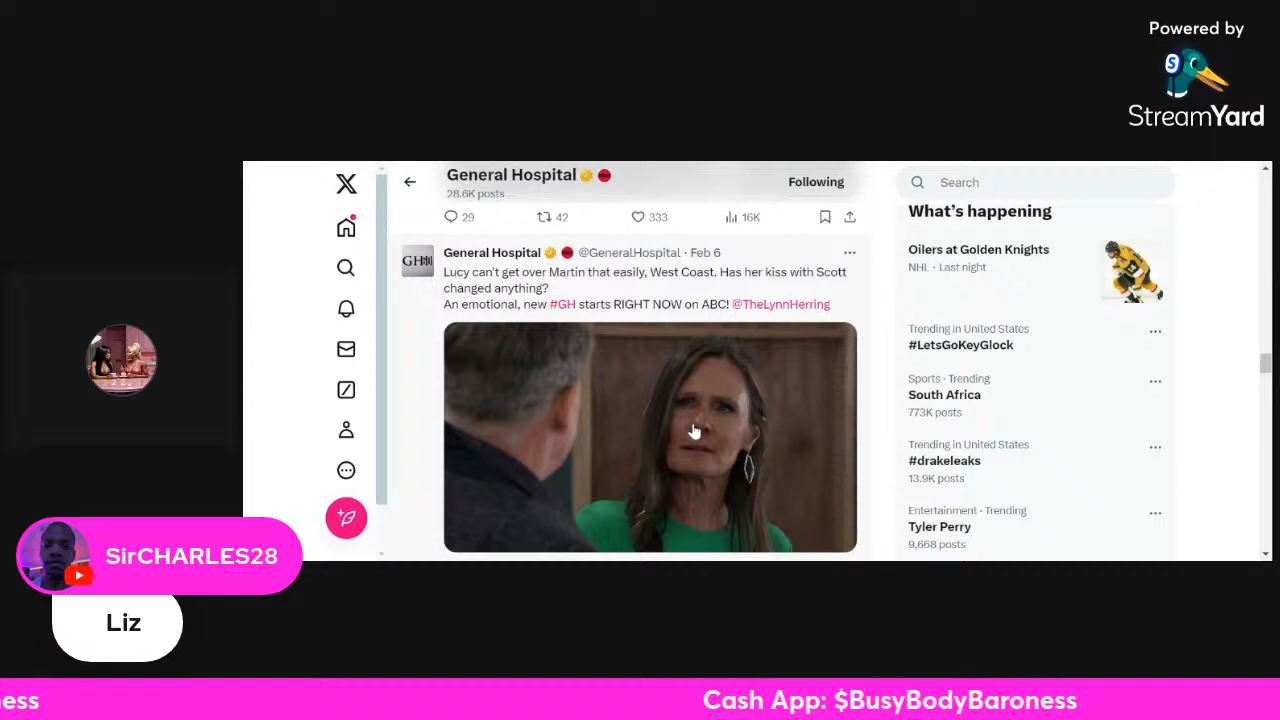 Powered by
StreamYard
General Hospital
28.6K posts
Following
Search
29
42
333
16K
What's happening
General Hospital @GeneralHospital · Feb 6
Lucy can't get over Martin that easily, West Coast. Has her kiss with Scott
changed anything?
An emotional, new #GH starts RIGHT NOW on ABC! @TheLynnHerring
GH
Oilers at Golden Knights
NHL · Last night
Trending in United States
#LetsGoKeyGlock
Sports · Trending
South Africa
773K posts
Trending in United States
#drakeleaks
13.9K posts
Entertainment · Trending
Tyler Perry
9,668 posts
SirCHARLES28
Liz
ess
Cash App: $BusyBodyBaroness